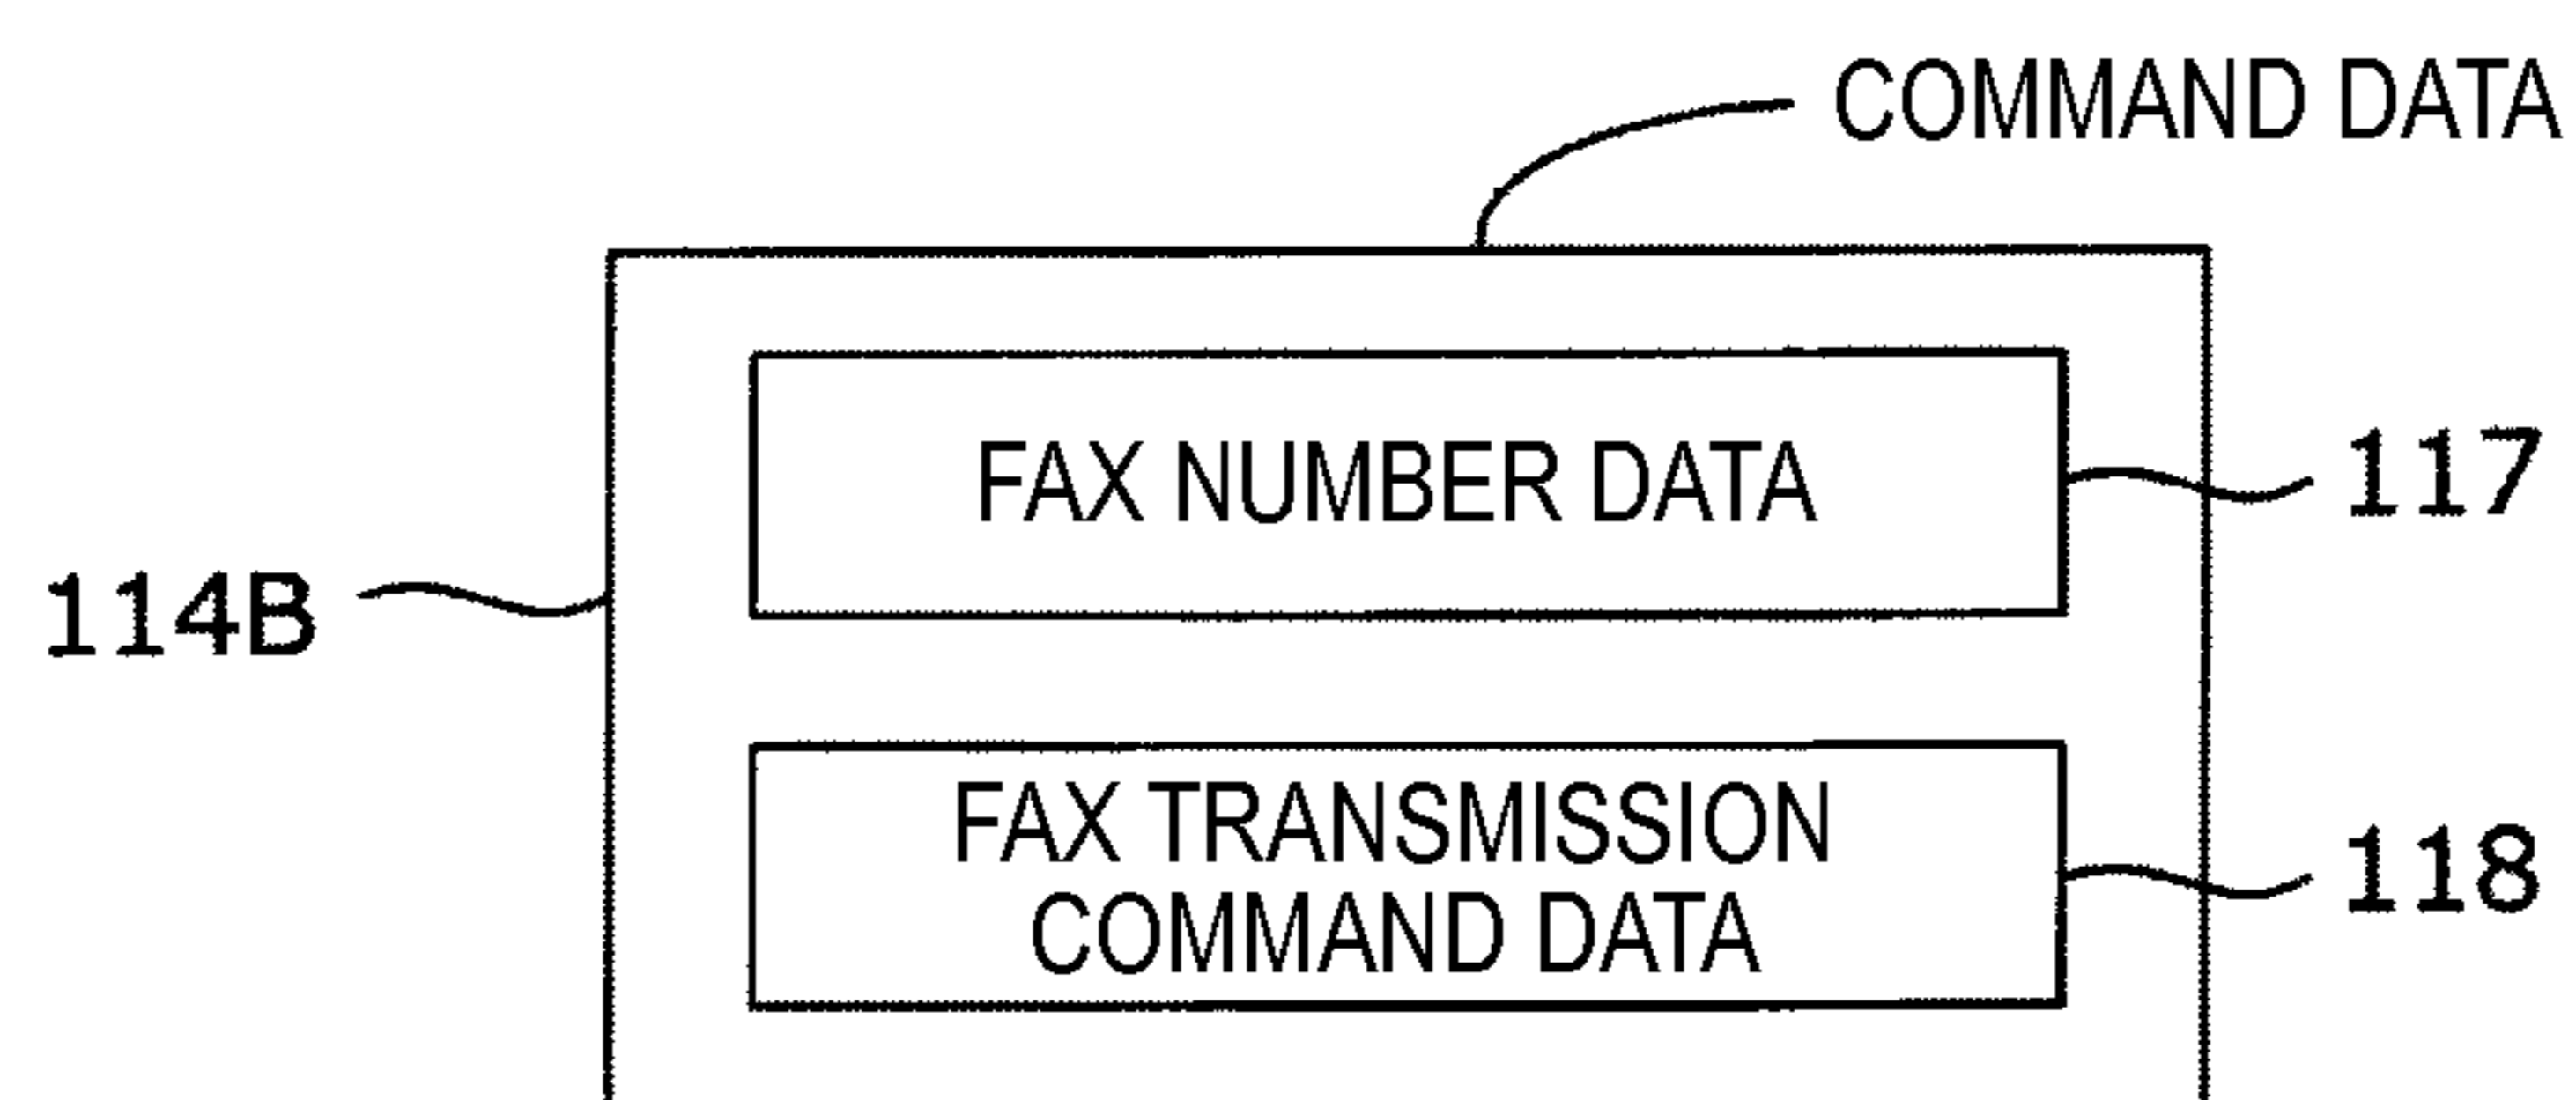 COMMAND DATA
FAX NUMBER DATA
117
114B
FAX TRANSMISSION
COMMAND DATA
118